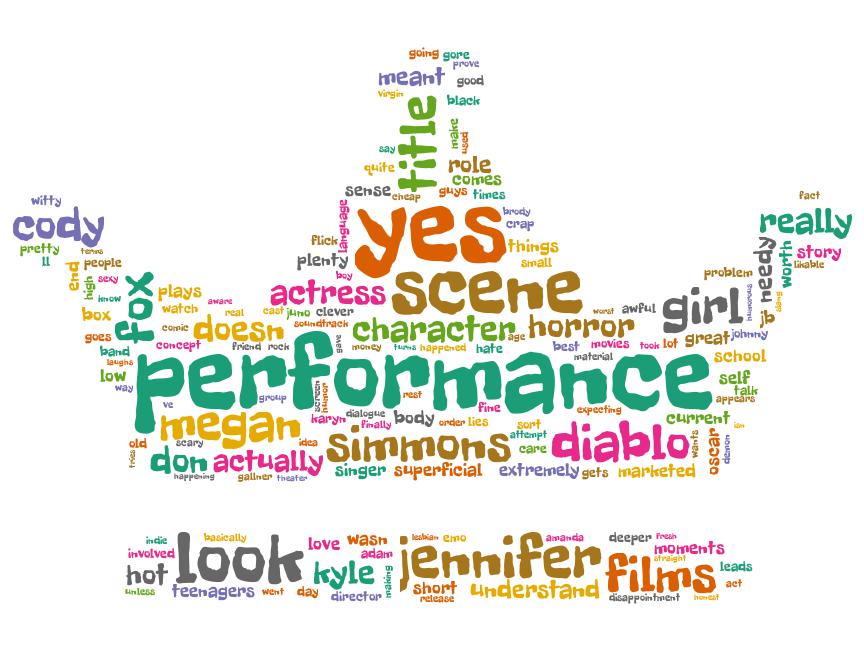 going gore
prove
meant good
virgin
title black
make used
say
quite role
comes
sense cheap guys times
witty fact
cody language yes brody really
crap
pretty flick things story
ll terms plenty small needy worth likable
end people boy problem
high sexy fox actress scene girl humorous slang
know plays aware jb
box watch real cast juno clever worst awful
goes comic doesn soundtrack character age horror great johnny
band concept friend rock gave money turns happened hate best movies took lot
laughs material school
low performance self
way talk
ve group screen humor rest fine expecting appears
megan karyn dialogue body order lies current isn
finally sort
old scary idea simmons attempt diablo wants oscar demon
tries don actually care
happening gallner theater singer superficial extremely gets marketed
indie basically love wasn lesbian emo amanda deeper fresh
involved look adam jennifer straight moments
hot kyle making films leads
unless teenagers went day director short understand act
release disappointment honest